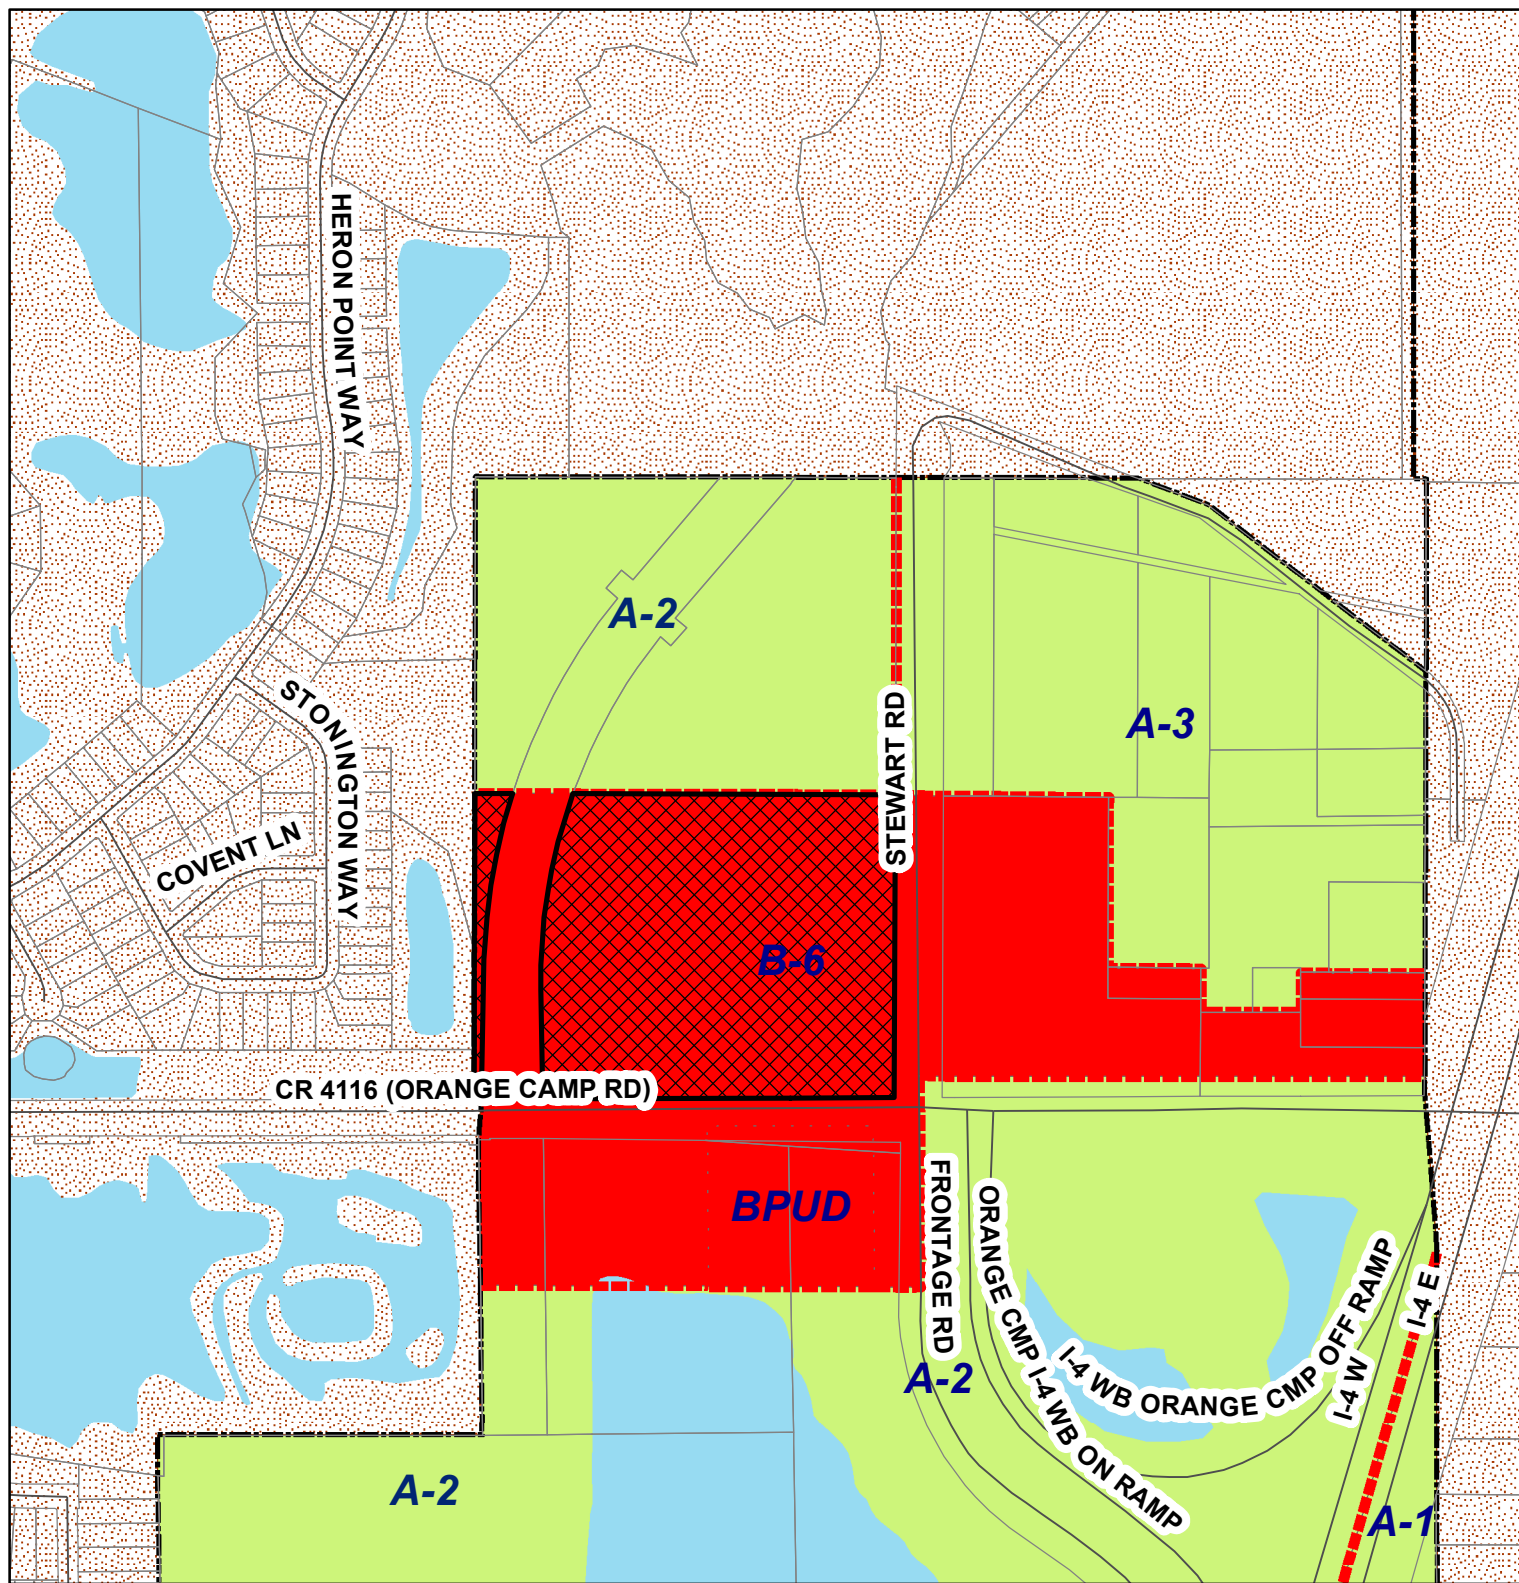 HERON POINT WAY
A-2
STONINGTON WAY
STEWART RD
A-3
COVENT LN
B-6
CR 4116 (ORANGE CAMP RD)
BPUD
FRONTAGE RD
ORANGE CMP I-4 WB ON RAMP
I-4 WB ORANGE CMP OFF RAMP
I-4 E
I-4 W
A-2
A-2
A-1